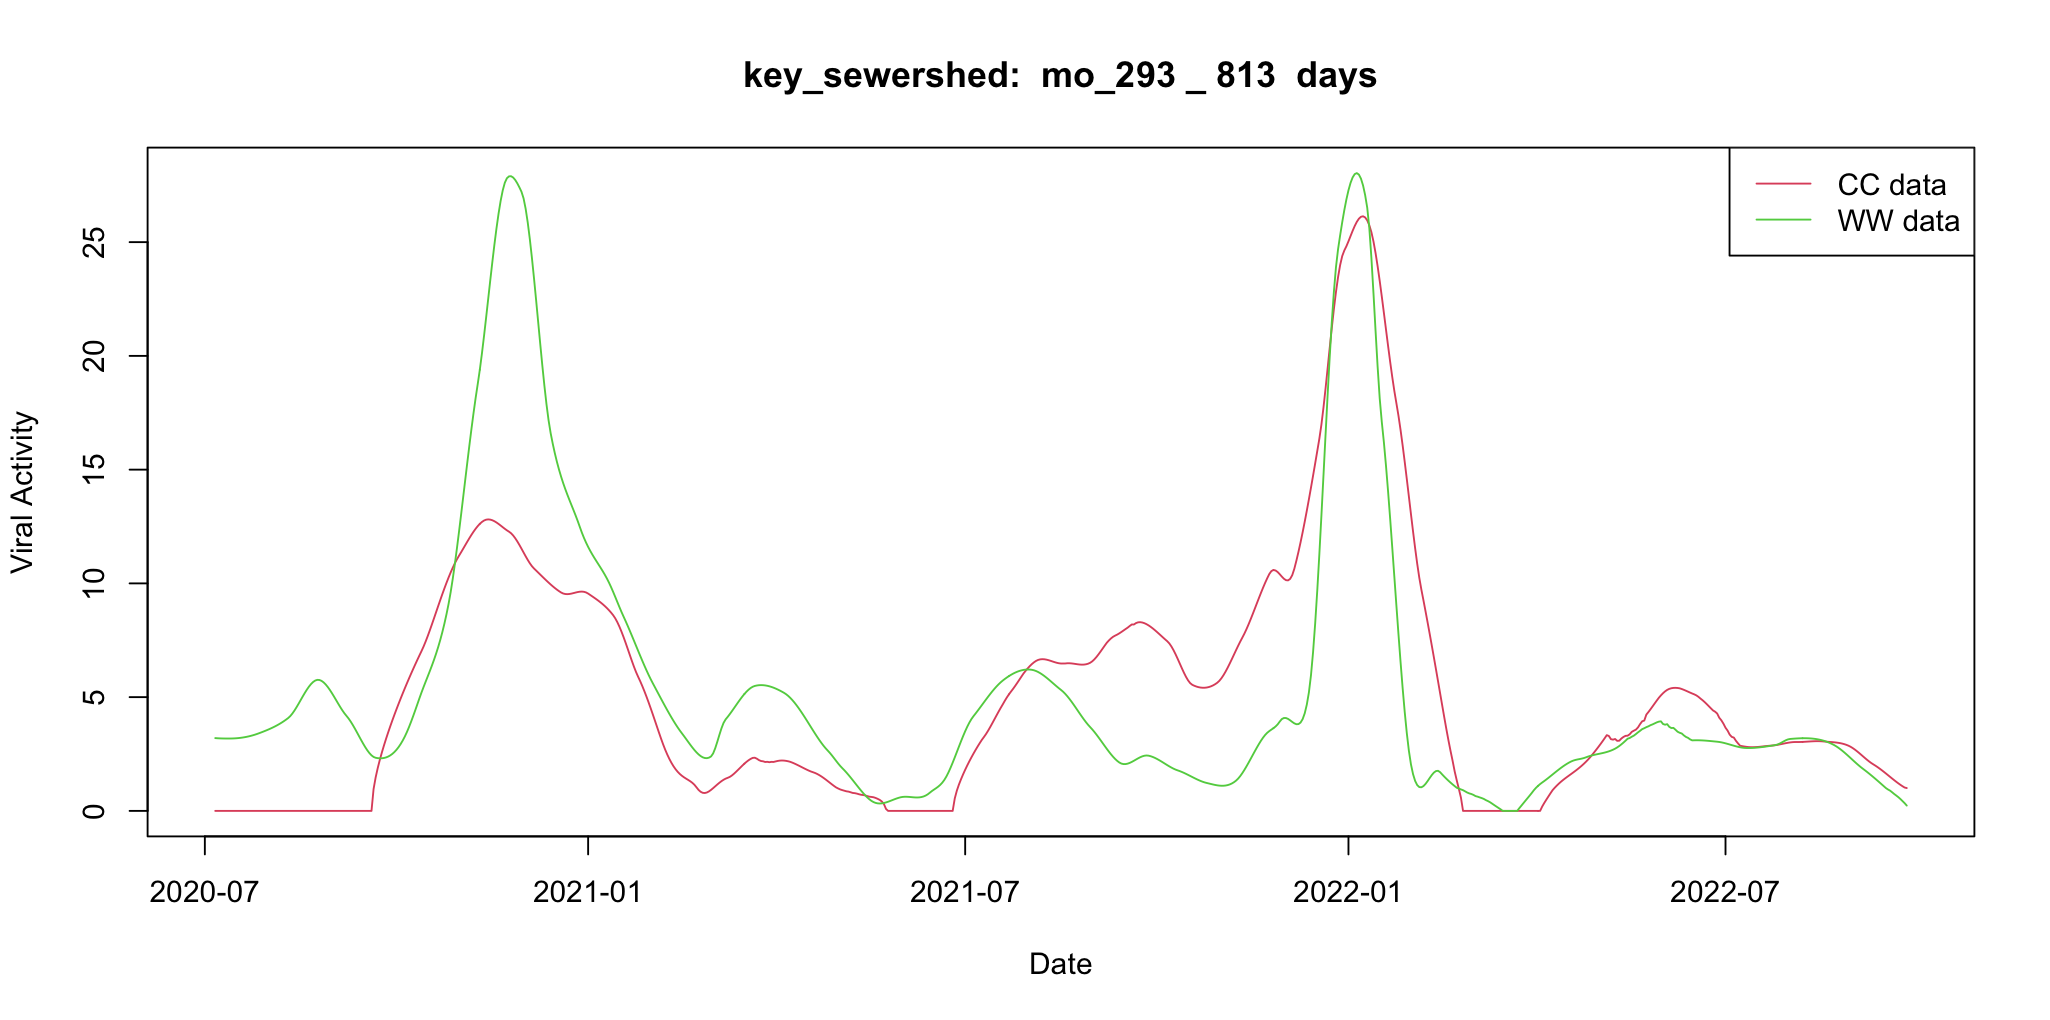 key_sewershed:  mo_293 _ 813  days
CC data
WW data
Viral Activity
25
20
15
10
5
0
2020-07
2021-01
2021-07
2022-01
2022-07
Date